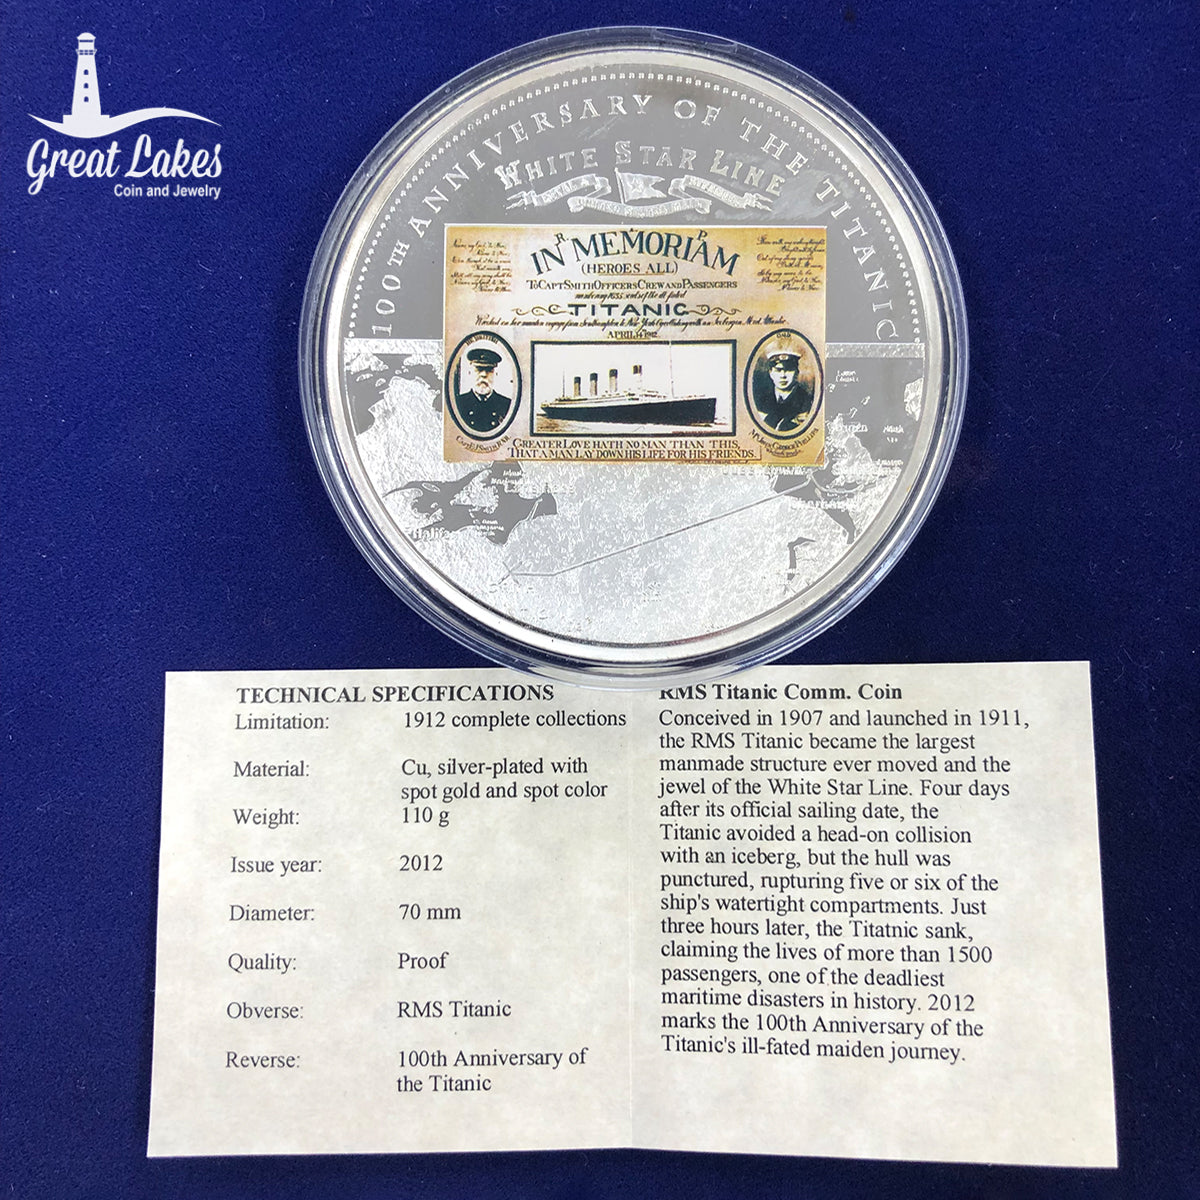 Great Lakes
Coin and Jewelry
100TH ANNIVERSARY OF THE TITANIC
WHITE STAR LINE
IN MEMORIAM
(HEROES ALL)
TO CAPT SMITH OFFICERS CREW AND PASSENGERS
TITANIC
APRIL 14 1912
GREATER LOVE HATH NO MAN THAN THIS,
THAT A MAN LAY DOWN HIS LIFE FOR HIS FRIENDS.
Halifax
TECHNICAL SPECIFICATIONS
Limitation: 1912 complete collections
Material: Cu, silver-plated with
spot gold and spot color
Weight: 110 g
Issue year: 2012
Diameter: 70 mm
Quality: Proof
Obverse: RMS Titanic
Reverse: 100th Anniversary of
the Titanic
RMS Titanic Comm. Coin
Conceived in 1907 and launched in 1911,
the RMS Titanic became the largest
manmade structure ever moved and the
jewel of the White Star Line. Four days
after its official sailing date, the
Titanic avoided a head-on collision
with an iceberg, but the hull was
punctured, rupturing five or six of the
ship's watertight compartments. Just
three hours later, the Titatnic sank,
claiming the lives of more than 1500
passengers, one of the deadliest
maritime disasters in history. 2012
marks the 100th Anniversary of the
Titanic's ill-fated maiden journey.